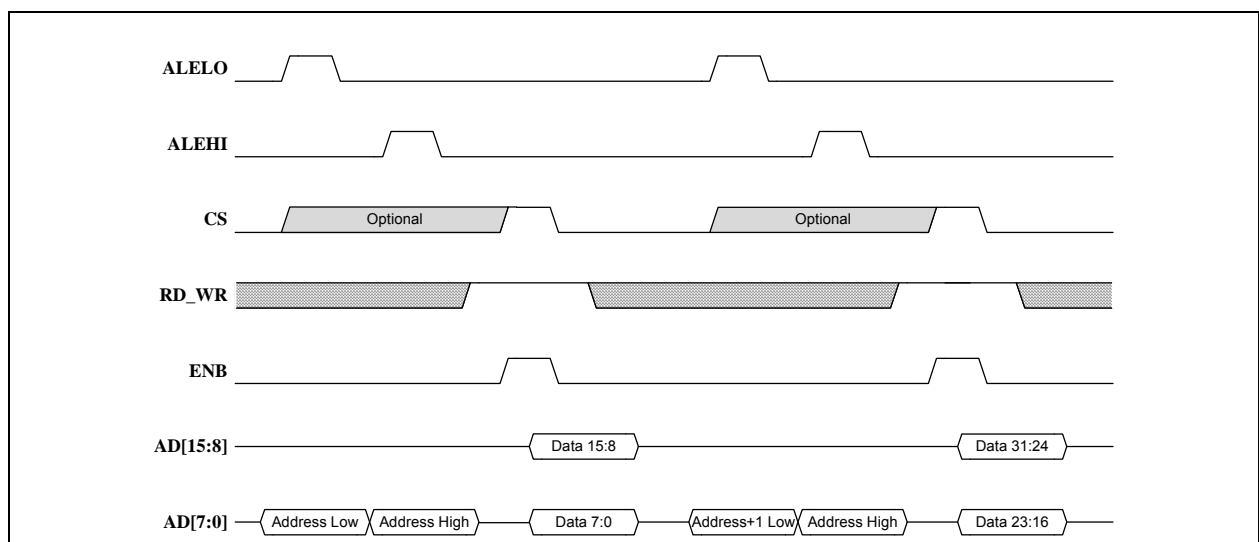 ALELO
ALEHI
CS Optional Optional
RD_WR
ENB
AD[15:8] Data 15:8 Data 31:24
AD[7:0] Address Low Address High Data 7:0 Address+1 Low Address High Data 23:16